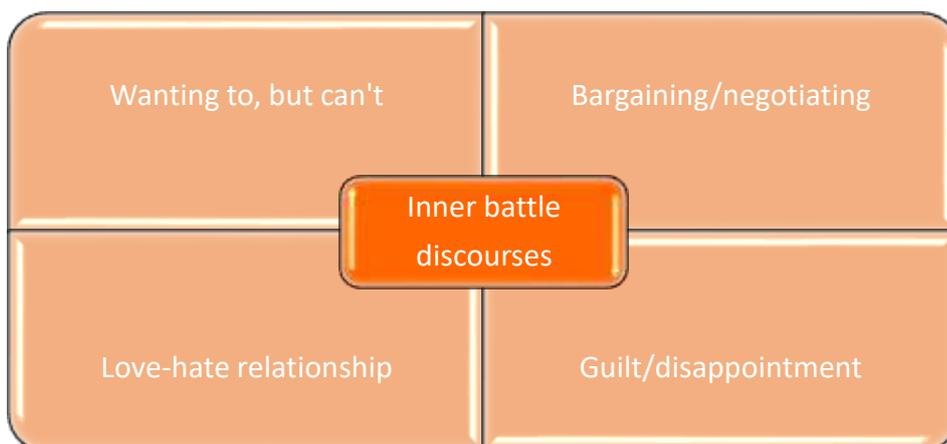 Wanting to, but can't
Bargaining/negotiating
Inner battle
discourses
Love-hate relationship
Guilt/disappointment